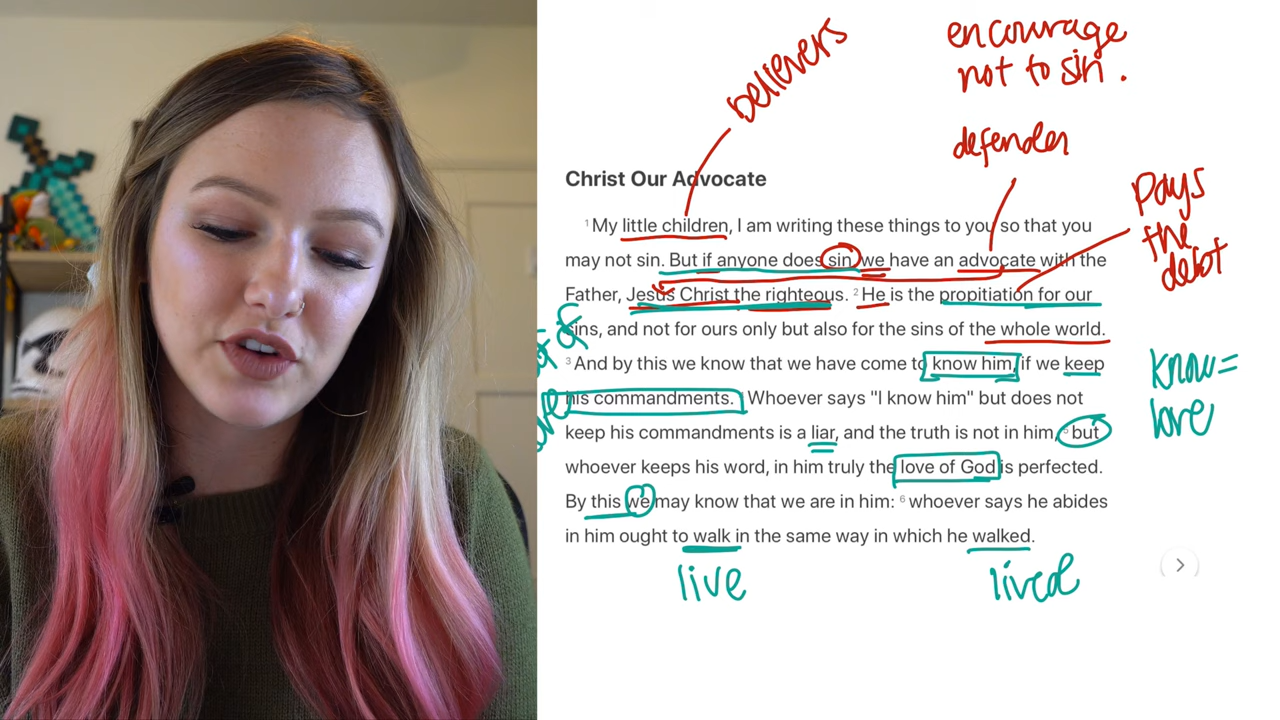 believers
encourage
not to sin.
defender
pays
the
debt
Christ Our Advocate
1 My little children, I am writing these things to you so that you
may not sin. But if anyone does sin, we have an advocate with the
Father, Jesus Christ the righteous. 2 He is the propitiation for our
sins, and not for ours only but also for the sins of the whole world.
3 And by this we know that we have come to know him, if we keep
his commandments. Whoever says "I know him" but does not
keep his commandments is a liar, and the truth is not in him, 5 but
whoever keeps his word, in him truly the love of God is perfected.
By this we may know that we are in him: 6 whoever says he abides
in him ought to walk in the same way in which he walked.
know=
love
live
lived